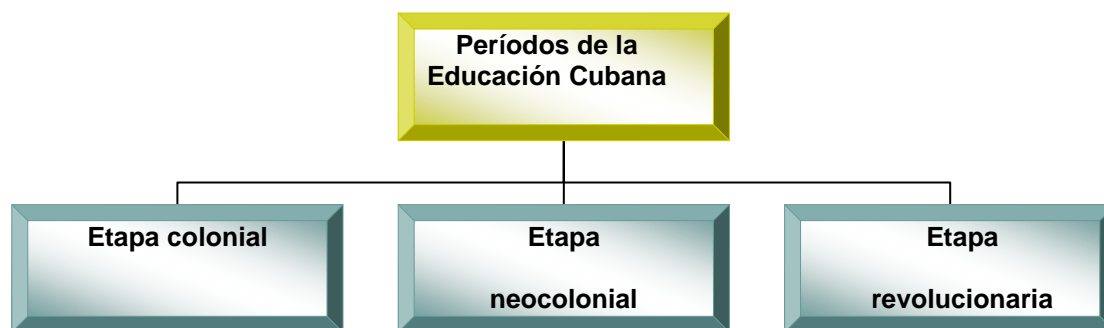 Períodos de la
Educación Cubana
Etapa colonial
Etapa
neocolonial
Etapa
revolucionaria